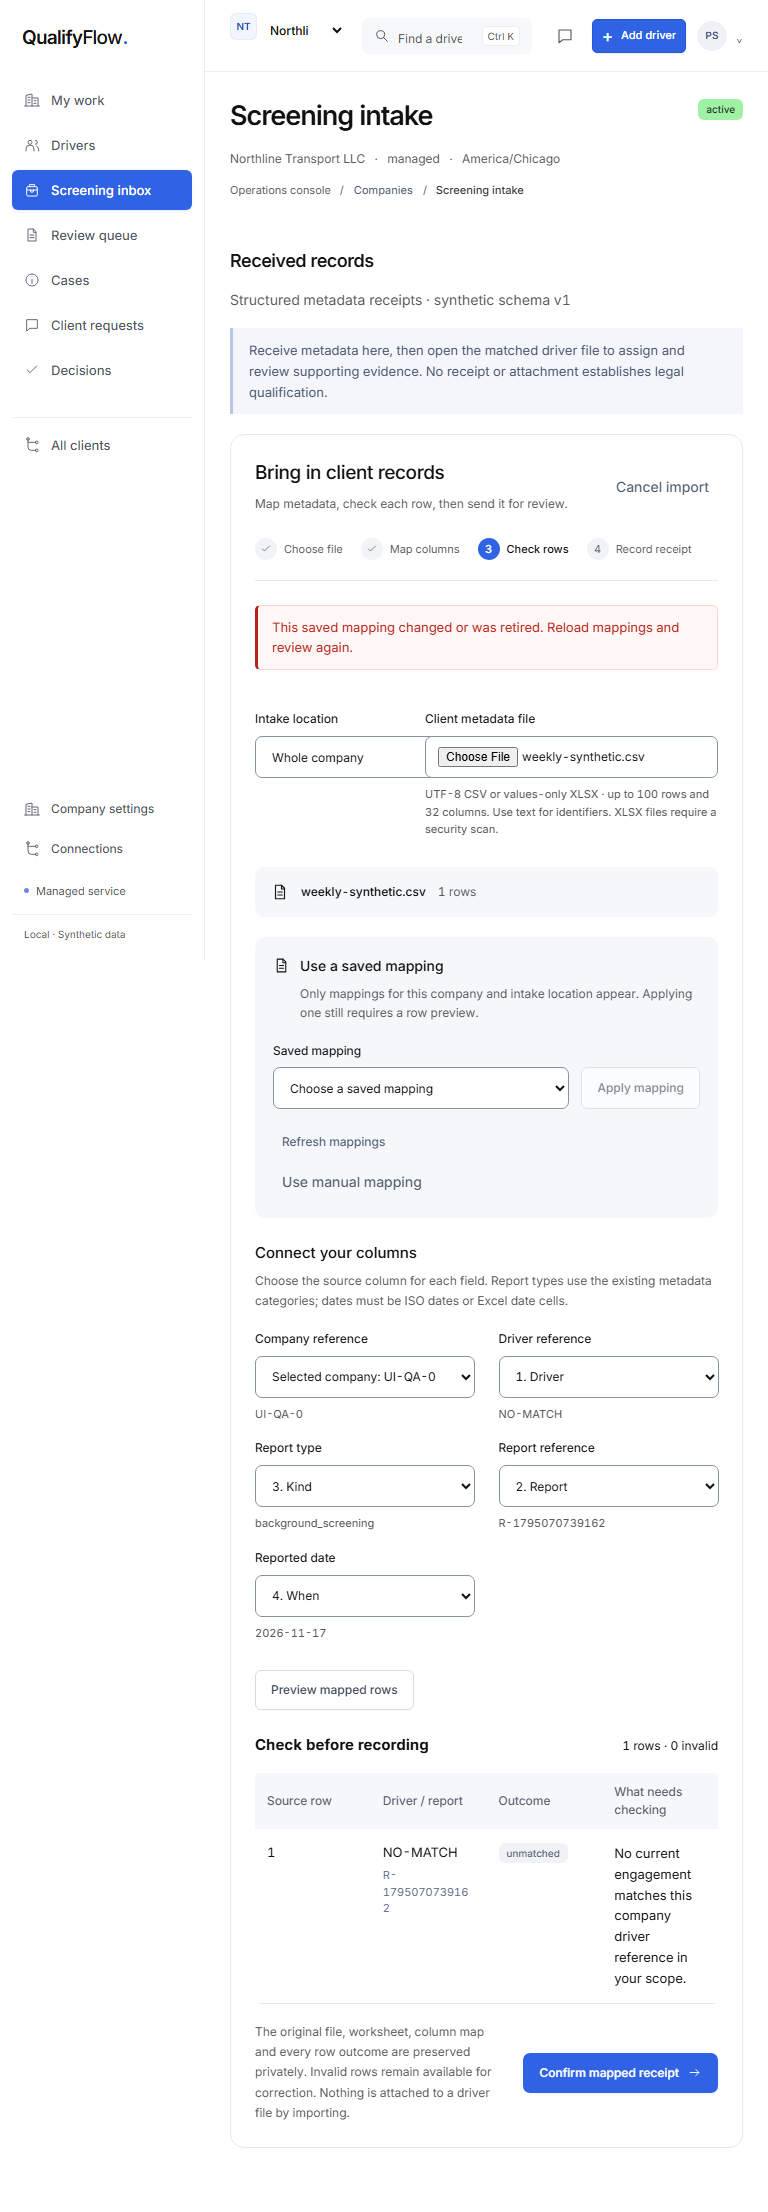 QualifyFlow.
My work
Drivers
Screening inbox
Review queue
Cases
Client requests
Decisions
All clients
Company settings
Connections
Managed service
Local · Synthetic data
NT
Northli
Find a drive
Ctrl K
+ Add driver
PS
Screening intake
active
Northline Transport LLC · managed · America/Chicago
Operations console / Companies / Screening intake
Received records
Structured metadata receipts · synthetic schema v1
Receive metadata here, then open the matched driver file to assign and
review supporting evidence. No receipt or attachment establishes legal
qualification.
Bring in client records
Map metadata, check each row, then send it for review.
Cancel import
Choose file
Map columns
3 Check rows
4 Record receipt
This saved mapping changed or was retired. Reload mappings and
review again.
Intake location
Whole company
Client metadata file
Choose File weekly-synthetic.csv
UTF-8 CSV or values-only XLSX · up to 100 rows and
32 columns. Use text for identifiers. XLSX files require a
security scan.
weekly-synthetic.csv 1 rows
Use a saved mapping
Only mappings for this company and intake location appear. Applying
one still requires a row preview.
Saved mapping
Choose a saved mapping
Apply mapping
Refresh mappings
Use manual mapping
Connect your columns
Choose the source column for each field. Report types use the existing metadata
categories; dates must be ISO dates or Excel date cells.
Company reference
Selected company: UI-QA-0
UI-QA-0
Driver reference
1. Driver
NO-MATCH
Report type
3. Kind
background_screening
Report reference
2. Report
R-1795070739162
Reported date
4. When
2026-11-17
Preview mapped rows
Check before recording
1 rows · 0 invalid
Source row
Driver / report
Outcome
What needs
checking
1
NO-MATCH
R-
179507073916
2
unmatched
No current
engagement
matches this
company
driver
reference in
your scope.
The original file, worksheet, column map
and every row outcome are preserved
privately. Invalid rows remain available for
correction. Nothing is attached to a driver
file by importing.
Confirm mapped receipt →